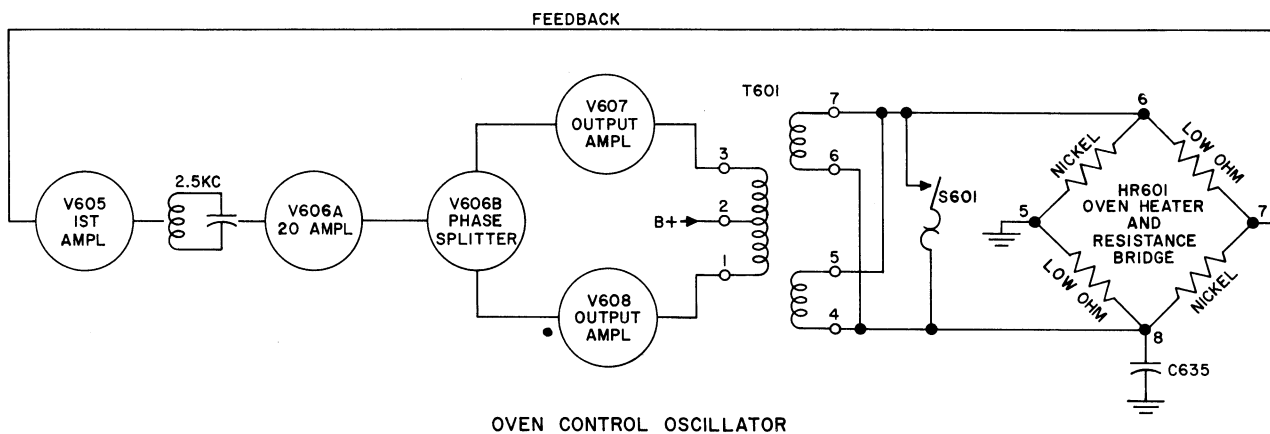 FEEDBACK
V605
IST
AMPL
2.5KC
V606A
20 AMPL
V606B
PHASE
SPLITTER
V607
OUTPUT
AMPL
V608
OUTPUT
AMPL
3
2
B+
1
T601
7
6
5
4
S601
6
NICKEL
LOW OHM
5
HR601
OVEN HEATER
AND
RESISTANCE
BRIDGE
7
LOW OHM
NICKEL
8
C635
OVEN CONTROL OSCILLATOR